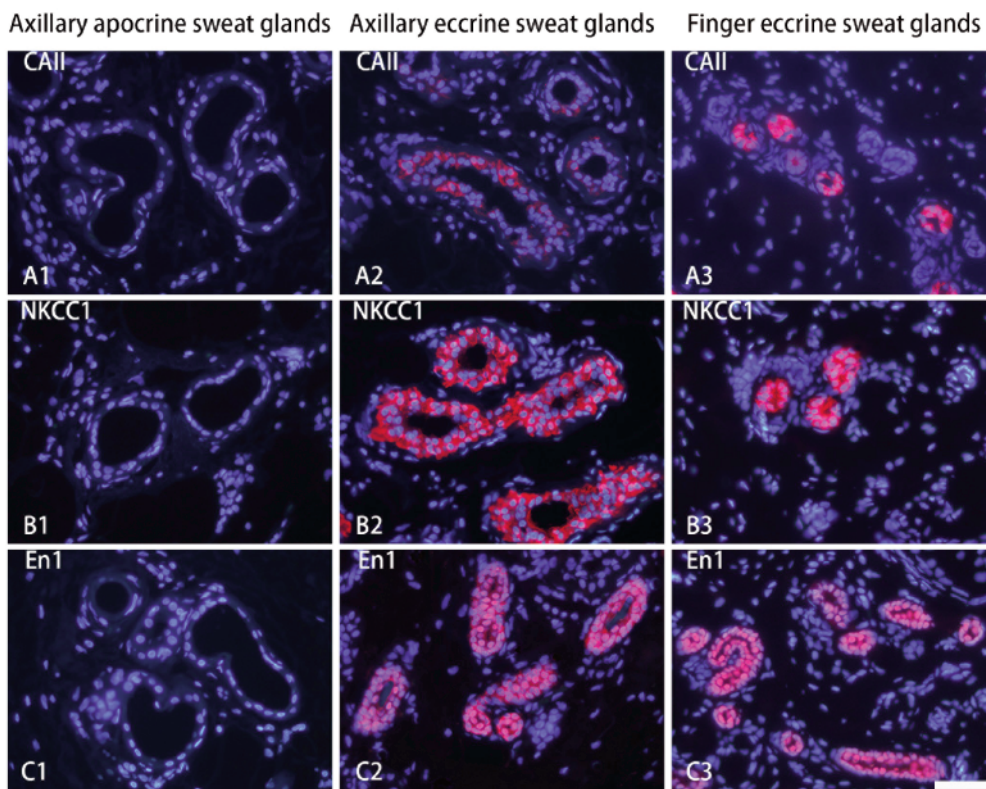 Axillary apocrine sweat glands Axillary eccrine sweat glands Finger eccrine sweat glands
CAII CAII CAII
A1 A2 A3
NKCC1 NKCC1 NKCC1
B1 B2 B3
En1 En1 En1
C1 C2 C3